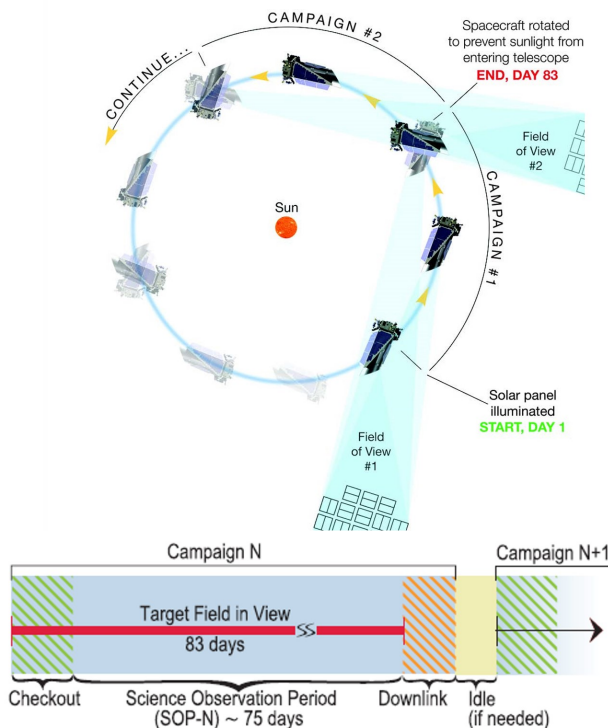 CAMPAIGN #2
CONTINUE...
Spacecraft rotated
to prevent sunlight from
entering telescope
END, DAY 83
Field
of View
#2
CAMPAIGN #1
Sun
Solar panel
illuminated
START, DAY 1
Field
of View
#1
Campaign N
Campaign N+1
Target Field in View
83 days
Checkout
Science Observation Period
(SOP-N) ~ 75 days
Downlink
Idle
(if needed)